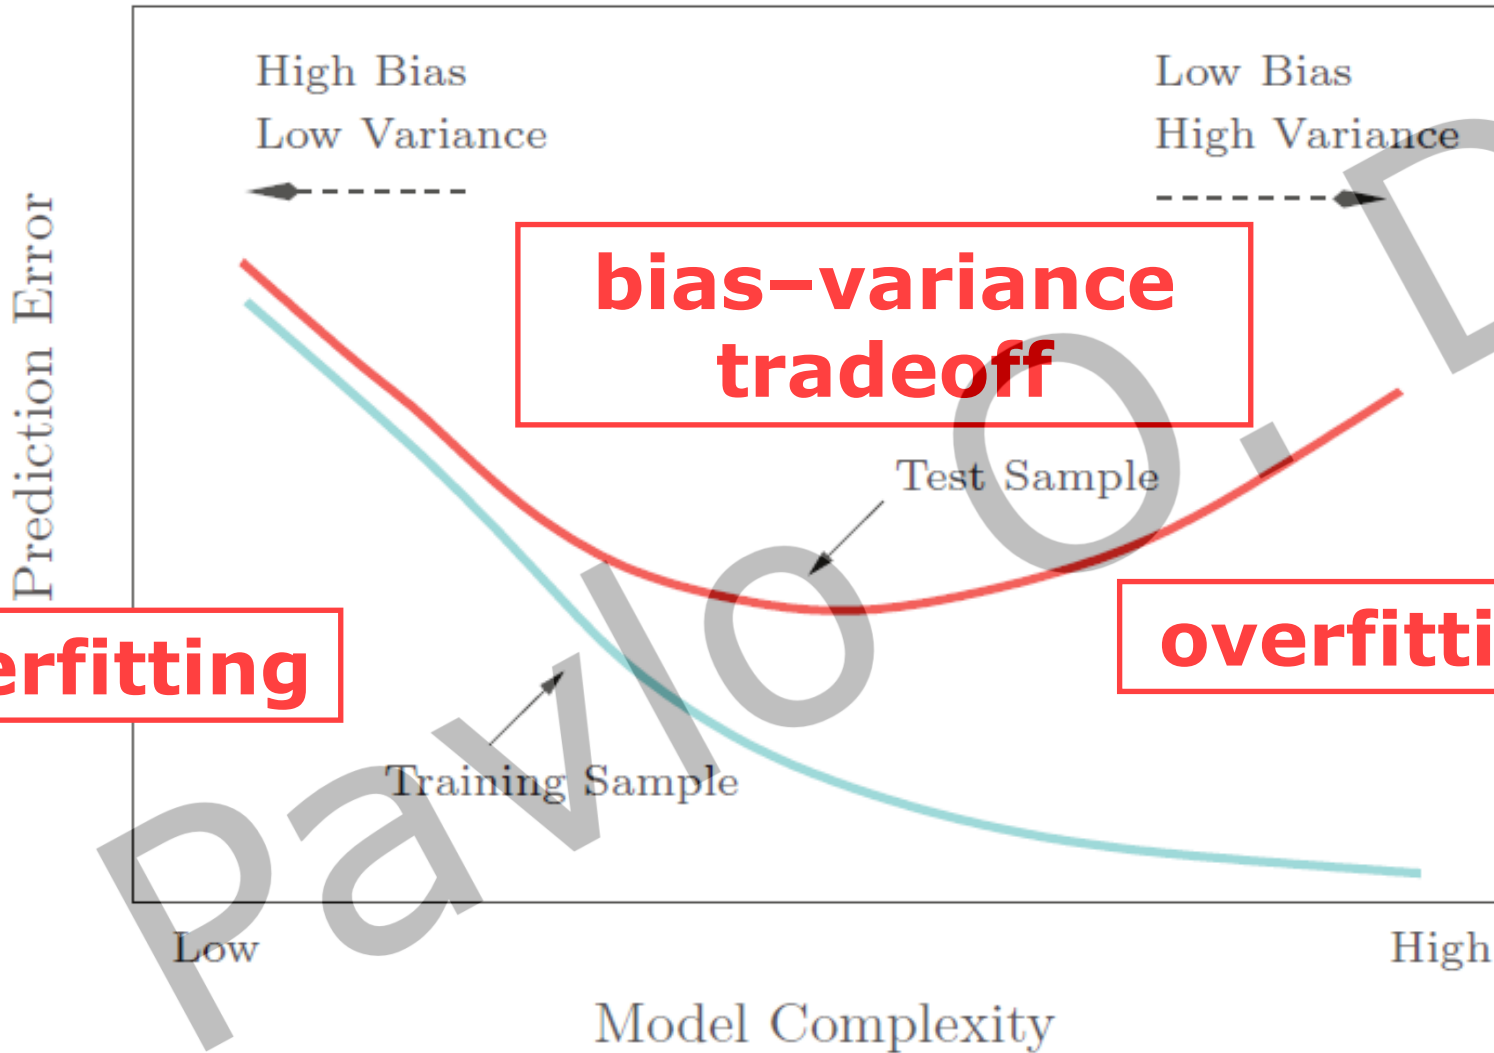 High Bias
Low Variance
Low Bias
High Variance
bias–variance
tradeoff
Prediction Error
Test Sample
erfitting
overfitti
Training Sample
Low
High
Model Complexity
Pavlo O. D